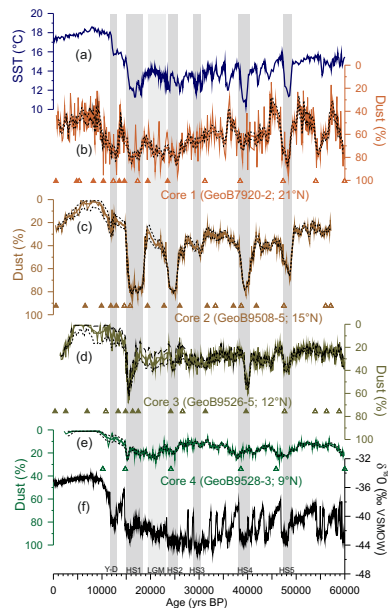 20
18
16
14
12
10
SST (°C)
(a)
0
20
40
60
80
100
Dust (%)
(b)
Core 1 (GeoB7920-2; 21°N)
0
20
40
60
80
100
Dust (%)
(c)
Core 2 (GeoB9508-5; 15°N)
0
20
40
60
80
100
Dust (%)
(d)
Core 3 (GeoB9526-5; 12°N)
0
20
40
60
80
100
Dust (%)
(e)
Core 4 (GeoB9528-3; 9°N)
-32
-36
-40
-44
-48
δ¹⁸O (‰ VSMOW)
(f)
Y-D HS1 LGM HS2 HS3 HS4 HS5
0 10000 20000 30000 40000 50000 60000
Age (yrs BP)